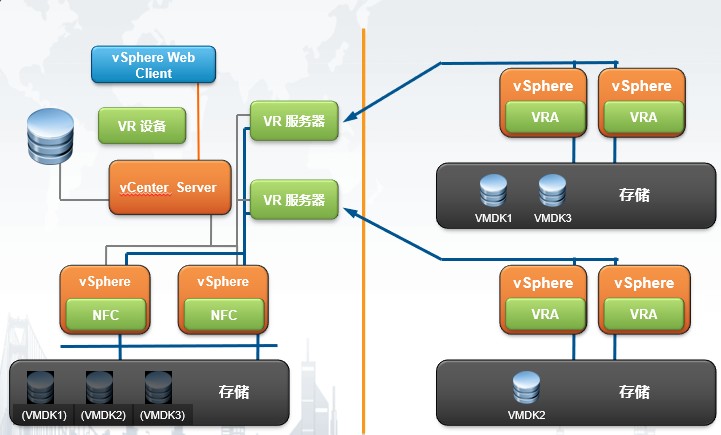 vSphere Web
Client
VR 设备
vCenter Server
VR 服务器
VR 服务器
vSphere
NFC
vSphere
NFC
存储
(VMDK1)
(VMDK2)
(VMDK3)
vSphere
VRA
vSphere
VRA
存储
VMDK1
VMDK3
vSphere
VRA
vSphere
VRA
存储
VMDK2